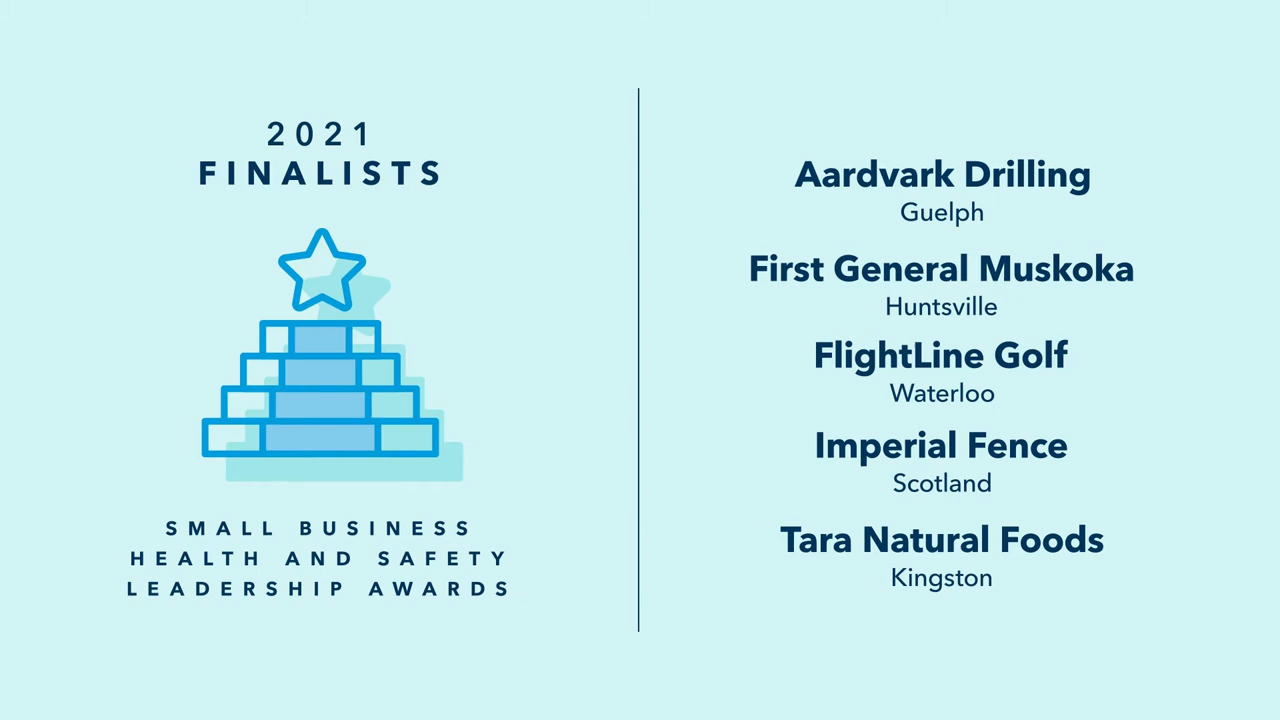 2021
FINALISTS
SMALL BUSINESS
HEALTH AND SAFETY
LEADERSHIP AWARDS
Aardvark Drilling
Guelph
First General Muskoka
Huntsville
FlightLine Golf
Waterloo
Imperial Fence
Scotland
Tara Natural Foods
Kingston